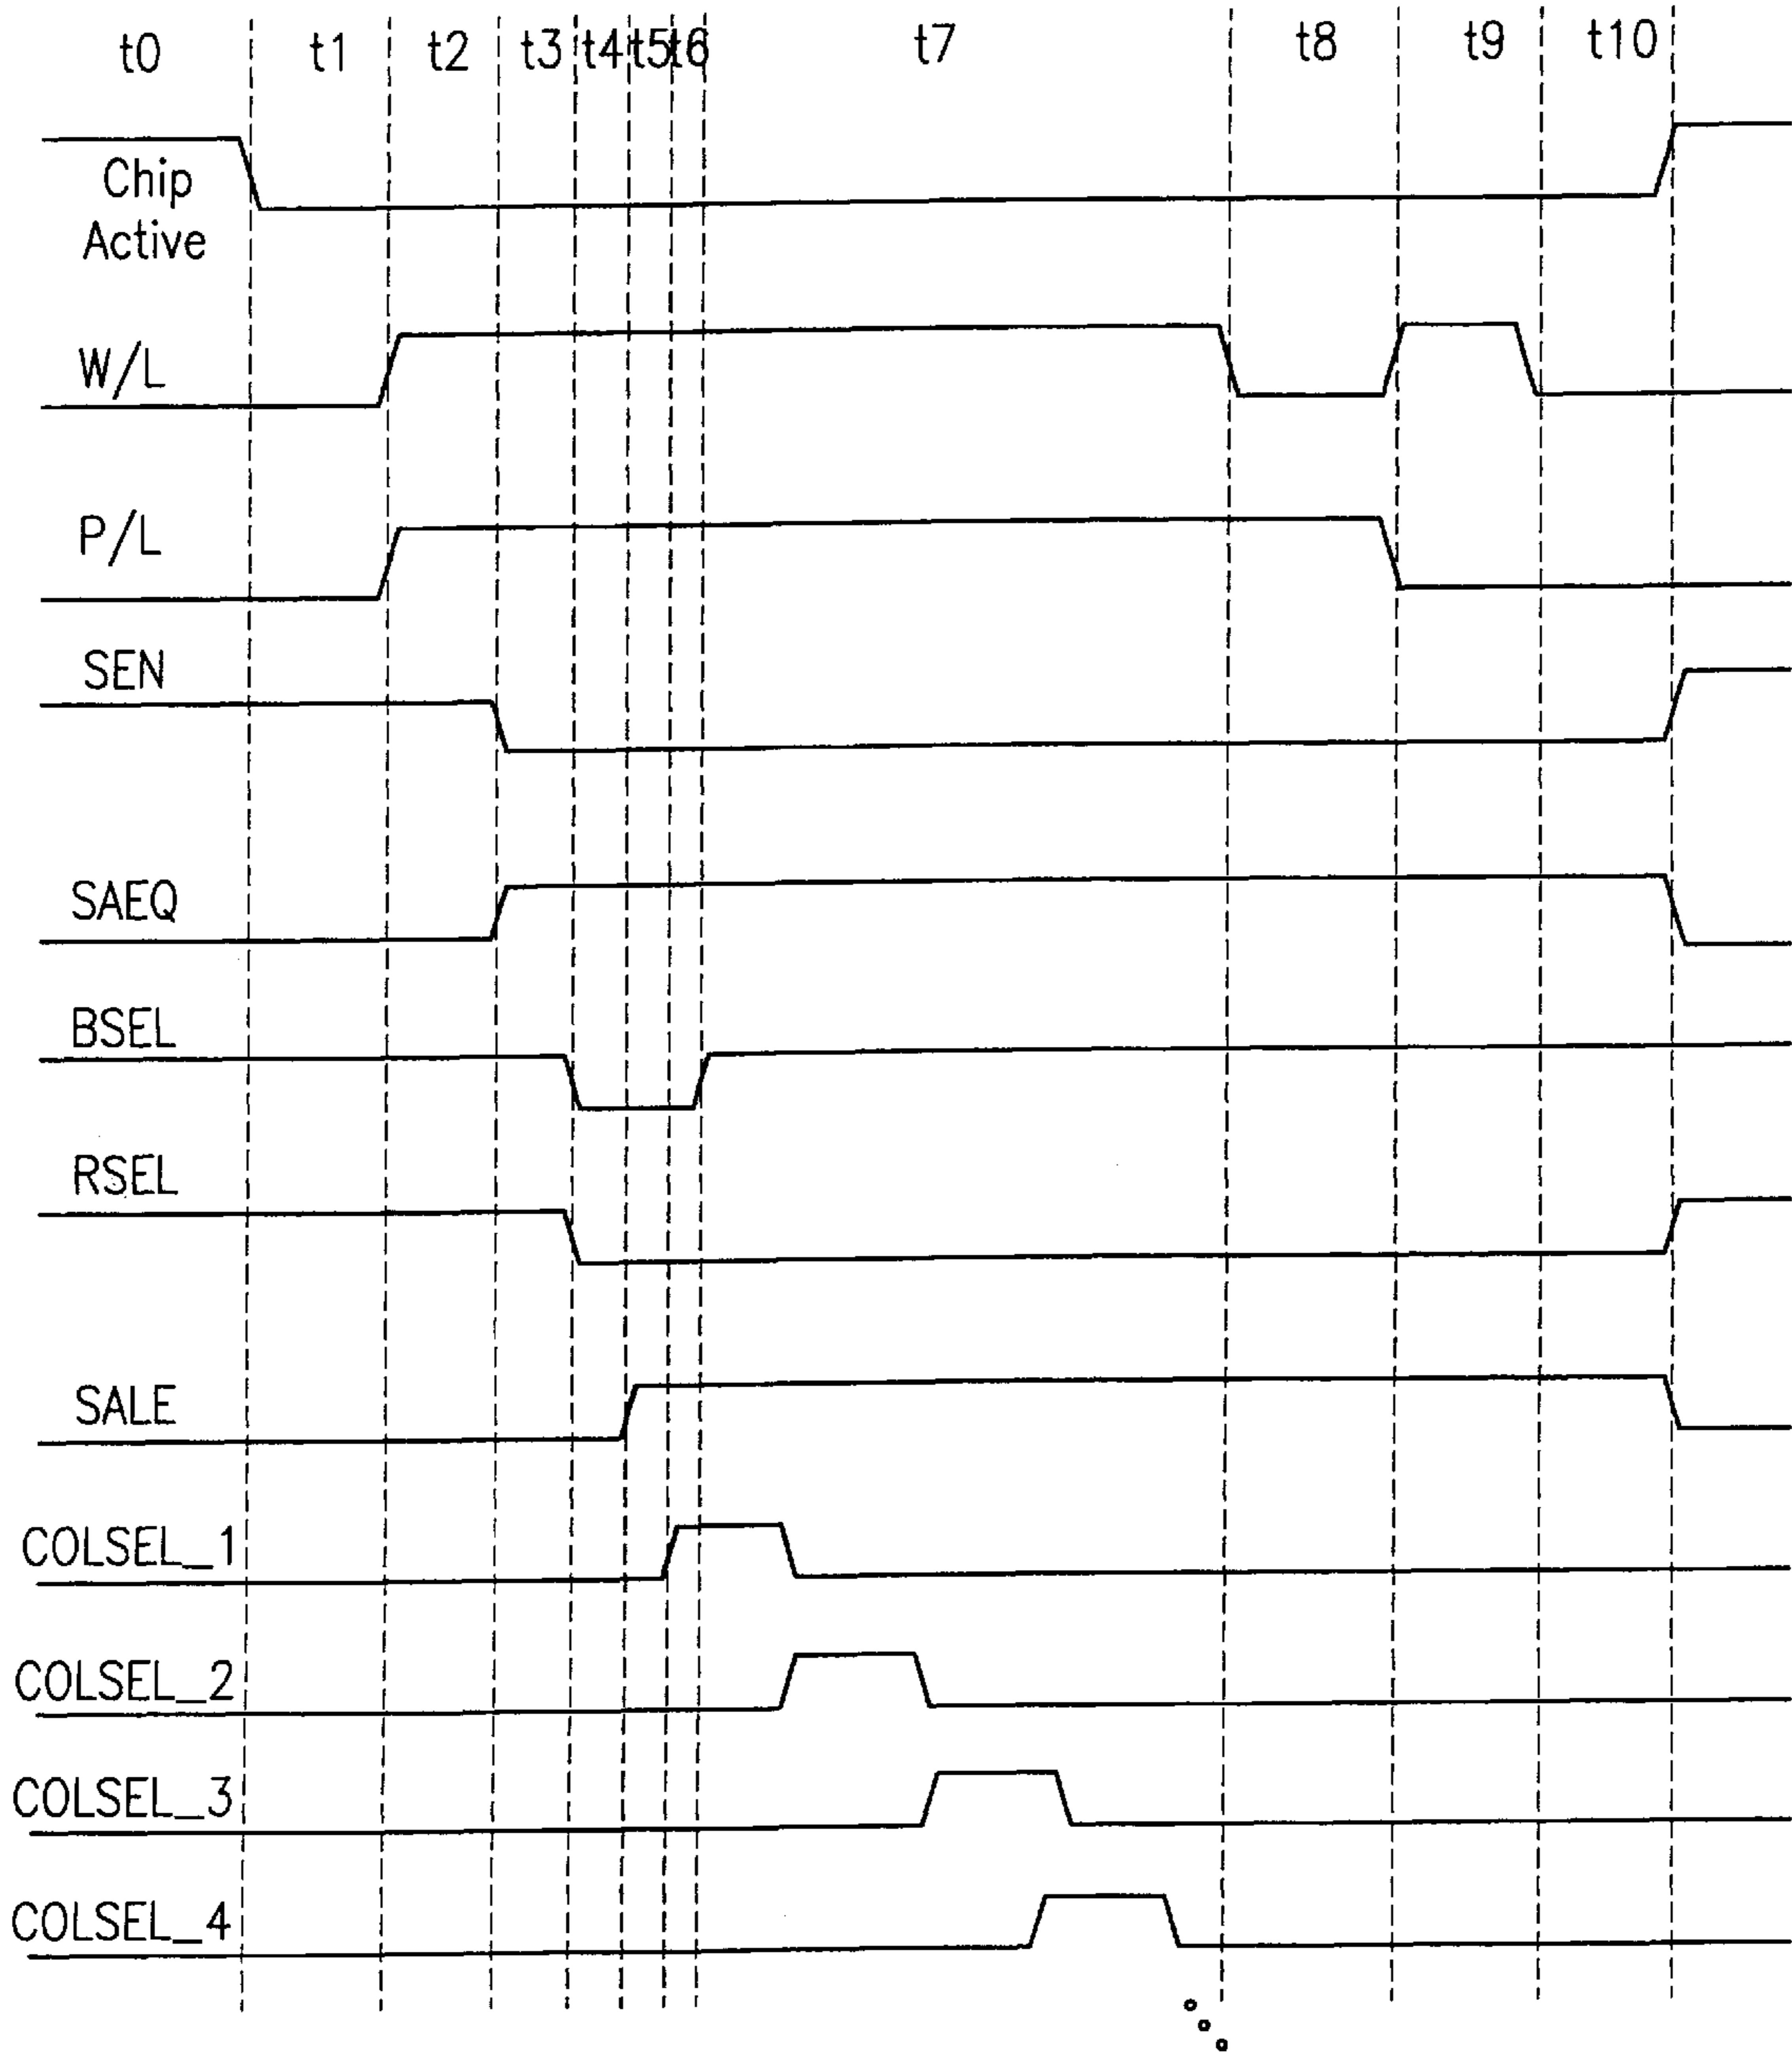 t0 t1 t2 t3 t4 t5 t6 t7 t8 t9 t10
Chip
Active
W/L
P/L
SEN
SAEQ
BSEL
RSEL
SALE
COLSEL_1
COLSEL_2
COLSEL_3
COLSEL_4